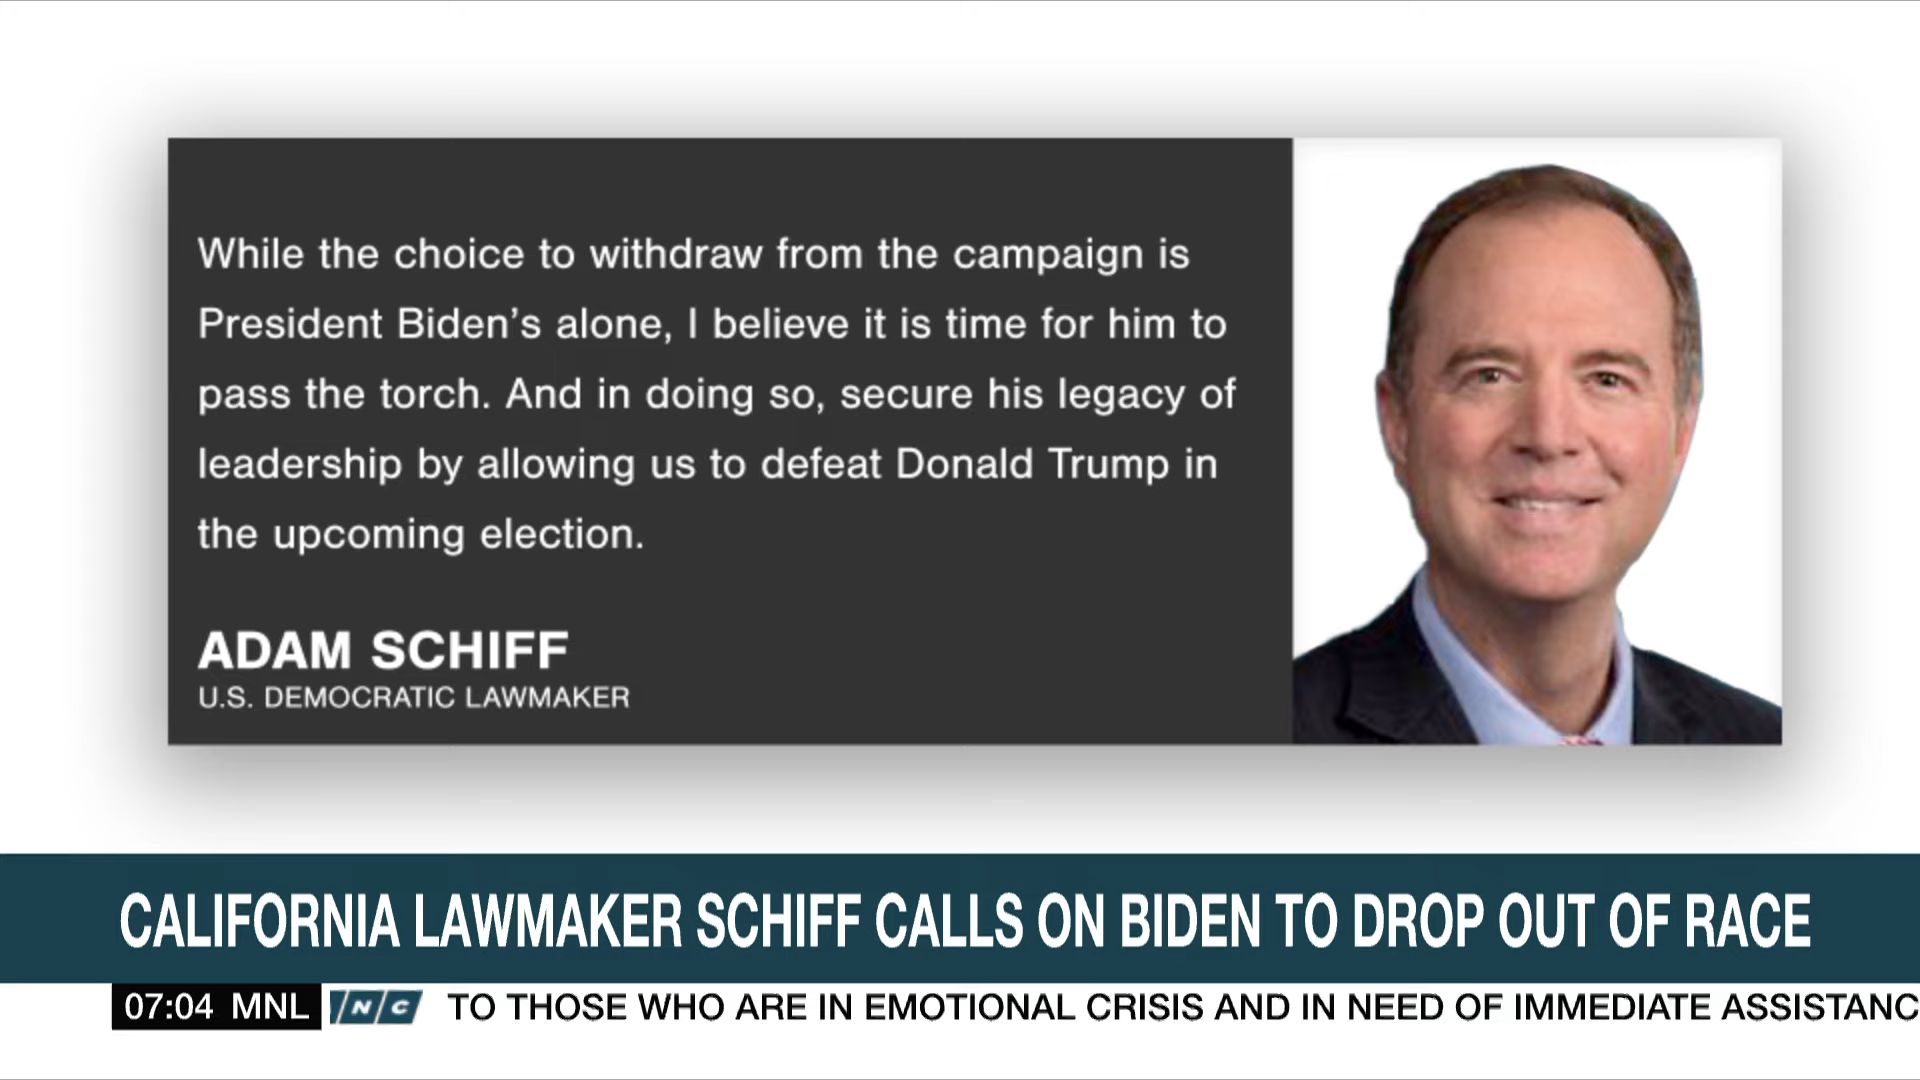 While the choice to withdraw from the campaign is
President Biden's alone, I believe it is time for him to
pass the torch. And in doing so, secure his legacy of
leadership by allowing us to defeat Donald Trump in
the upcoming election.
ADAM SCHIFF
U.S. DEMOCRATIC LAWMAKER
CALIFORNIA LAWMAKER SCHIFF CALLS ON BIDEN TO DROP OUT OF RACE
07:04 MNL NC TO THOSE WHO ARE IN EMOTIONAL CRISIS AND IN NEED OF IMMEDIATE ASSISTANC